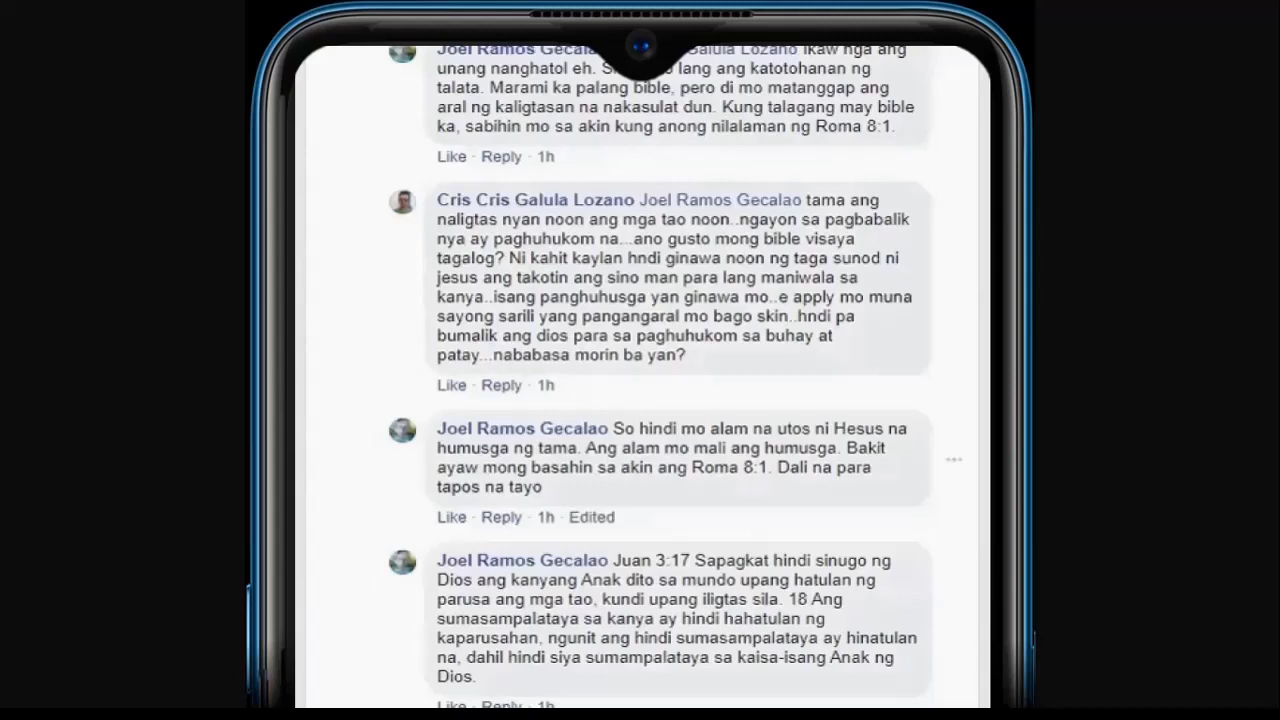 Joel Ramos Gecalao Galula Lozano ikaw nga ang
unang nanghatol eh. lang ang katotohanan ng
talata. Marami ka palang bible, pero di mo matanggap ang
aral ng kaligtasan na nakasulat dun. Kung talagang may bible
ka, sabihin mo sa akin kung anong nilalaman ng Roma 8:1.
Like · Reply · 1h
Cris Cris Galula Lozano Joel Ramos Gecalao tama ang
naligtas nyan noon ang mga tao noon..ngayon sa pagbabalik
nya ay paghuhukom na...ano gusto mong bible visaya
tagalog? Ni kahit kaylan hndi ginawa noon ng taga sunod ni
jesus ang takotin ang sino man para lang maniwala sa
kanya..isang panghuhusga yan ginawa mo..e apply mo muna
sayong sarili yang pangangaral mo bago skin..hndi pa
bumalik ang dios para sa paghuhukom sa buhay at
patay...nababasa morin ba yan?
Like · Reply · 1h
Joel Ramos Gecalao So hindi mo alam na utos ni Hesus na
humusga ng tama. Ang alam mo mali ang humusga. Bakit
ayaw mong basahin sa akin ang Roma 8:1. Dali na para
tapos na tayo
Like · Reply · 1h · Edited
Joel Ramos Gecalao Juan 3:17 Sapagkat hindi sinugo ng
Dios ang kanyang Anak dito sa mundo upang hatulan ng
parusa ang mga tao, kundi upang iligtas sila. 18 Ang
sumasampalataya sa kanya ay hindi hahatulan ng
kaparusahan, ngunit ang hindi sumasampalataya ay hinatulan
na, dahil hindi siya sumampalataya sa kaisa-isang Anak ng
Dios.
Like · Reply · 1h